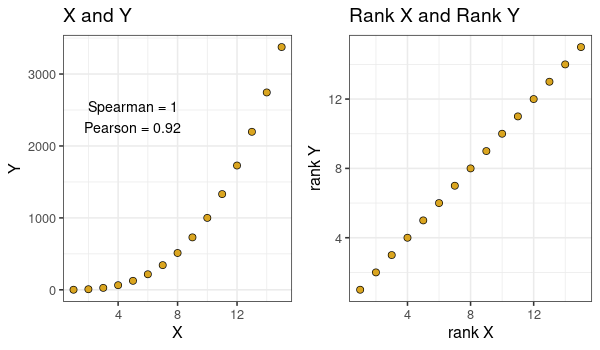 X and Y
Spearman = 1
Pearson = 0.92
3000
2000
1000
0
Y
4
8
12
X
Rank X and Rank Y
12
8
4
rank Y
4
8
12
rank X